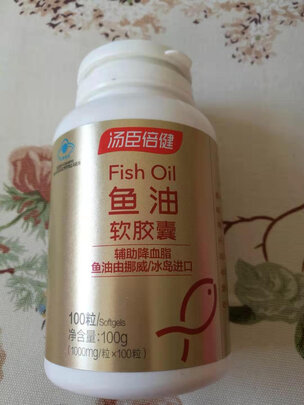 汤臣倍健
Fish Oil
鱼油
软胶囊
辅助降血脂
鱼油由挪威/冰岛进口
100粒/Softgels
净含量:100g
(1000mg/粒×100粒)